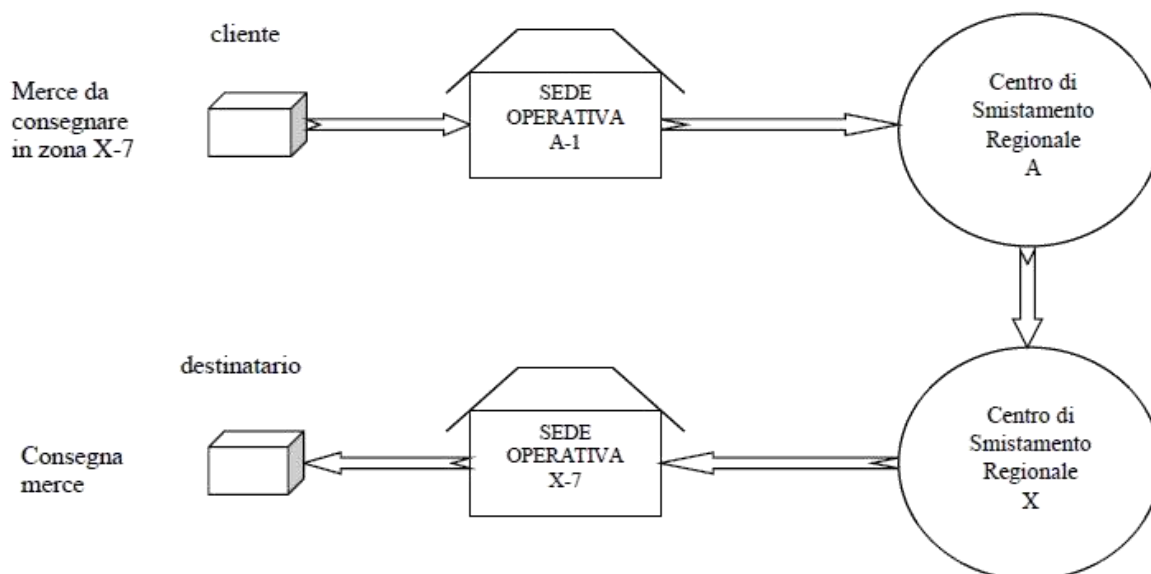 cliente
Merce da
consegnare
in zona X-7
SEDE
OPERATIVA
A-1
Centro di
Smistamento
Regionale
A
destinatario
Consegna
merce
SEDE
OPERATIVA
X-7
Centro di
Smistamento
Regionale
X